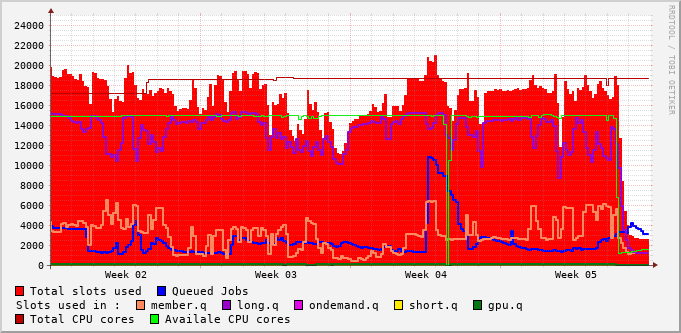 RRDTOOL / TOBI OETIKER
24000
22000
20000
18000
16000
14000
12000
10000
8000
6000
4000
2000
0
Week 02 Week 03 Week 04 Week 05
Total slots used Queued Jobs
Slots used in : member.q long.q ondemand.q short.q gpu.q
Total CPU cores Availale CPU cores